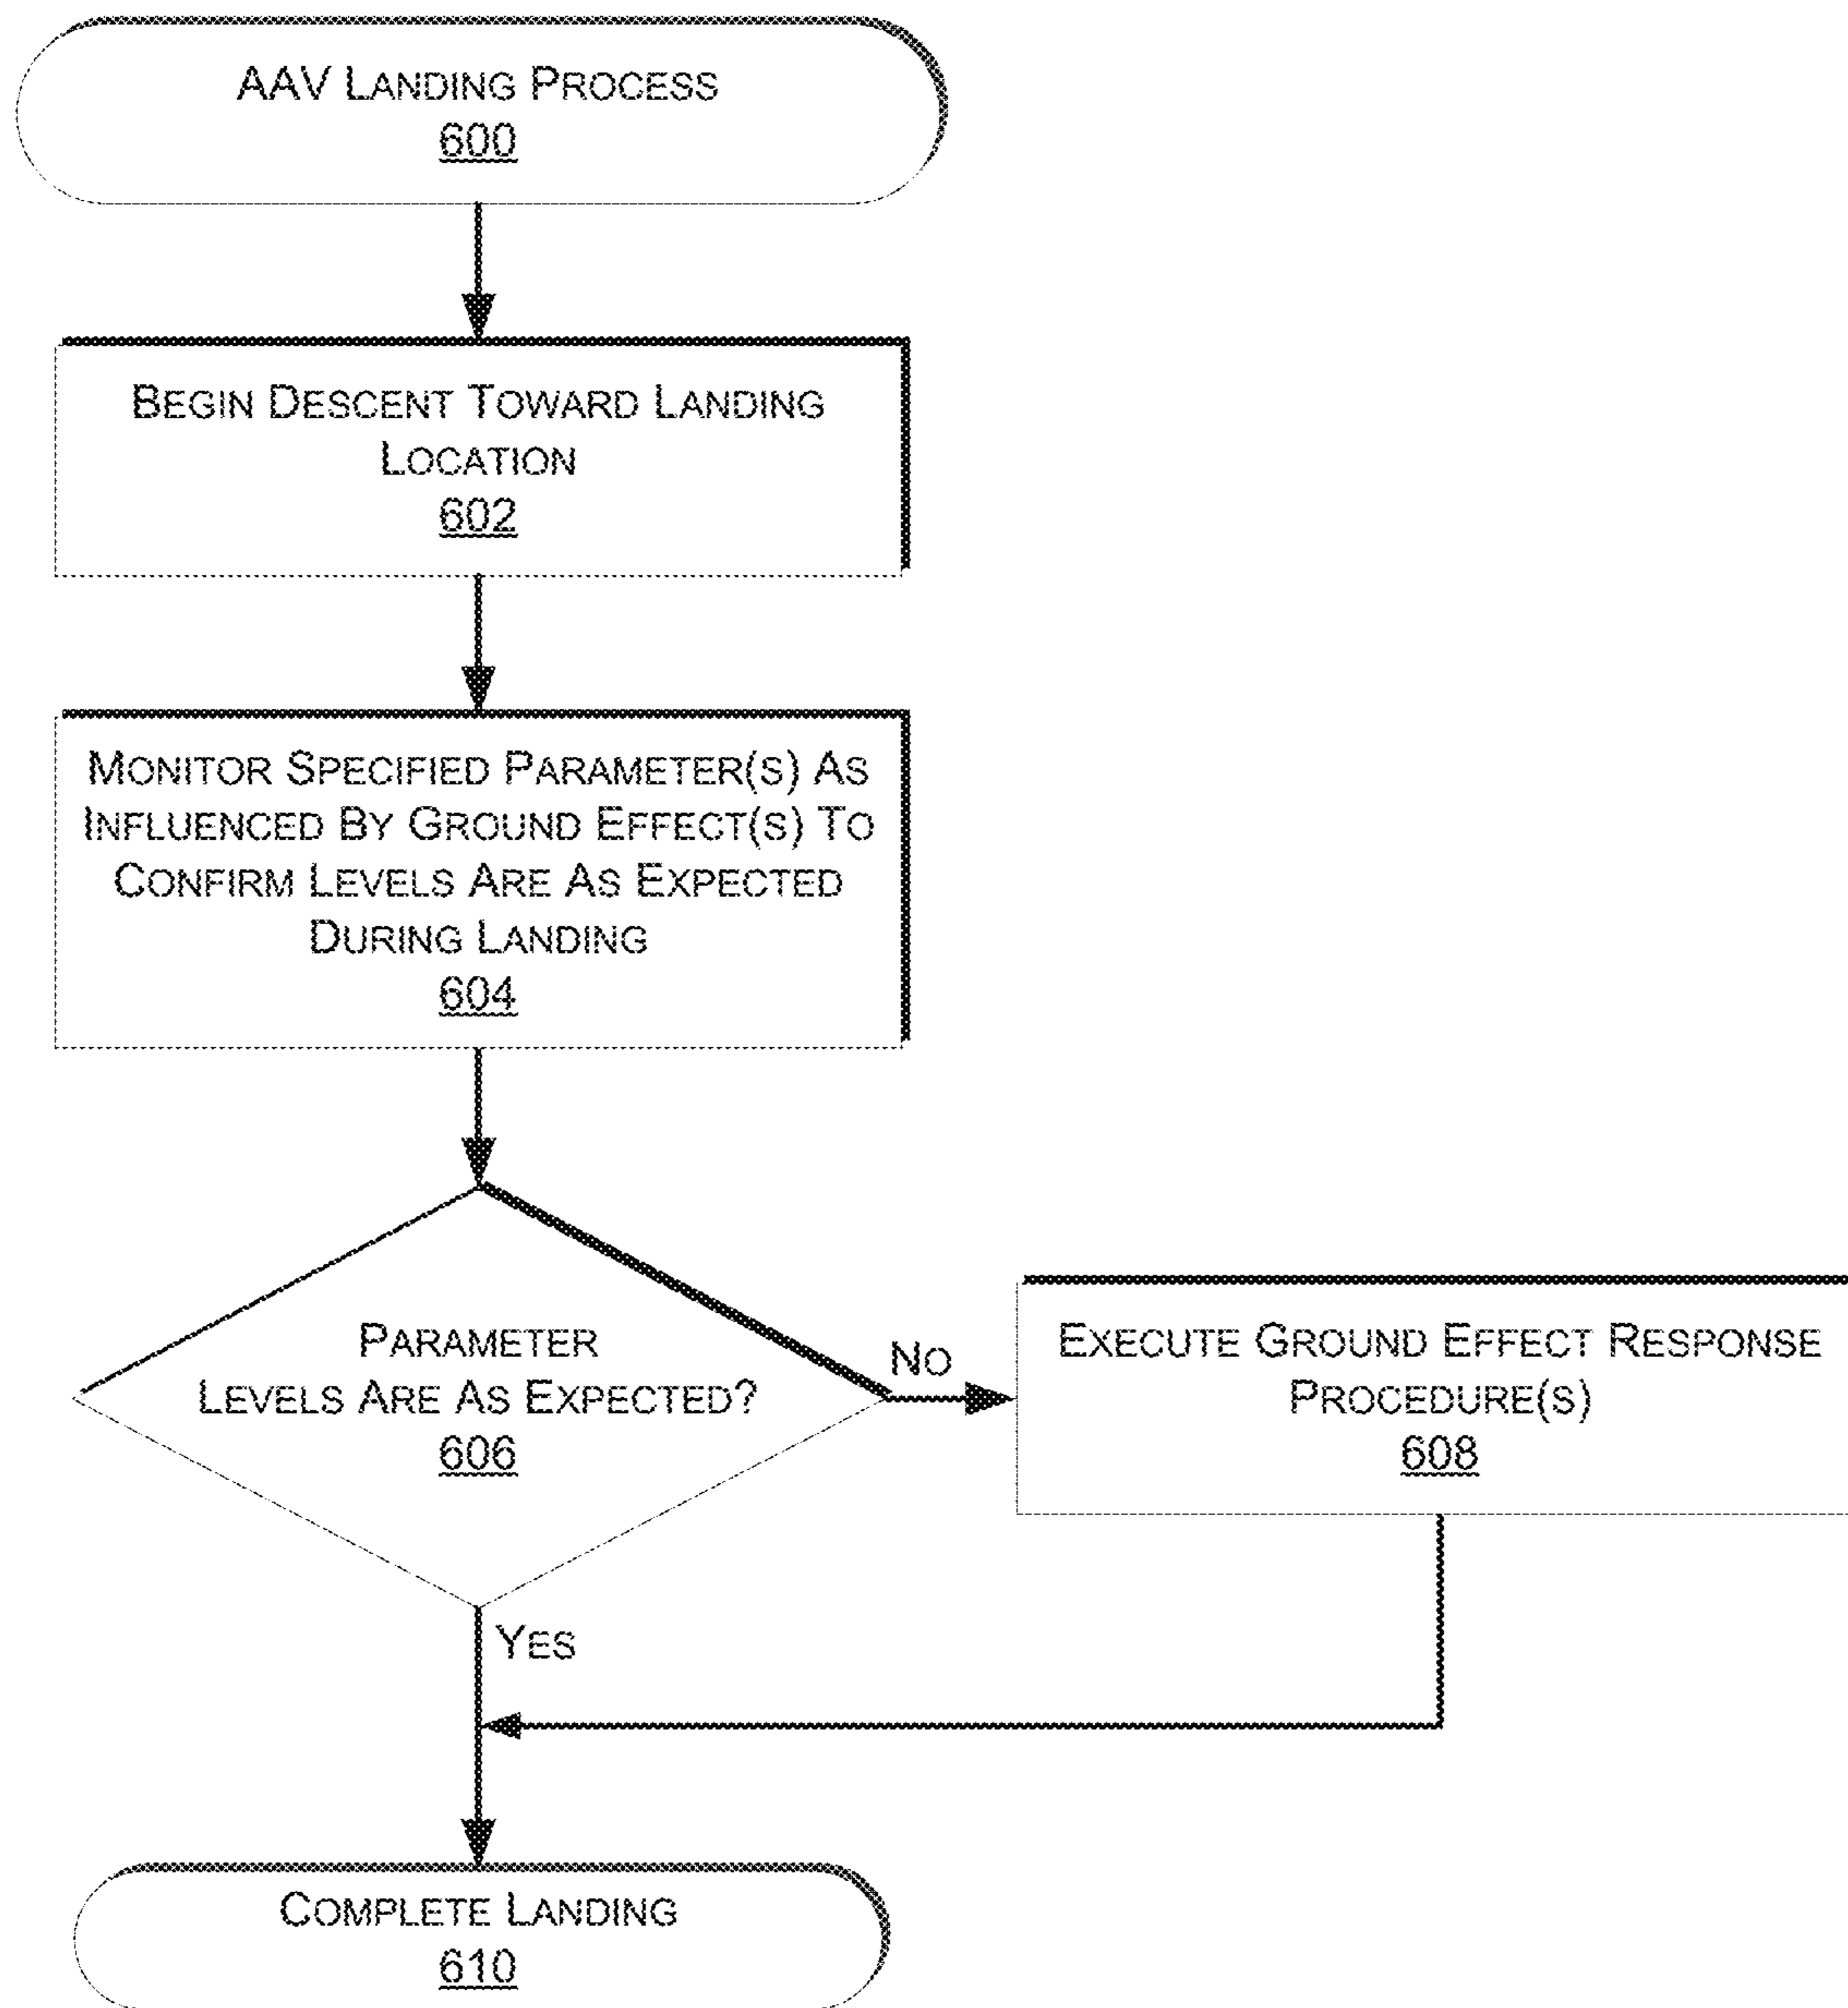 AAV LANDING PROCESS
600
BEGIN DESCENT TOWARD LANDING
LOCATION
602
MONITOR SPECIFIED PARAMETER(S) AS
INFLUENCED BY GROUND EFFECT(S) TO
CONFIRM LEVELS ARE AS EXPECTED
DURING LANDING
604
PARAMETER
LEVELS ARE AS EXPECTED?
606
NO
EXECUTE GROUND EFFECT RESPONSE
PROCEDURE(S)
608
YES
COMPLETE LANDING
610